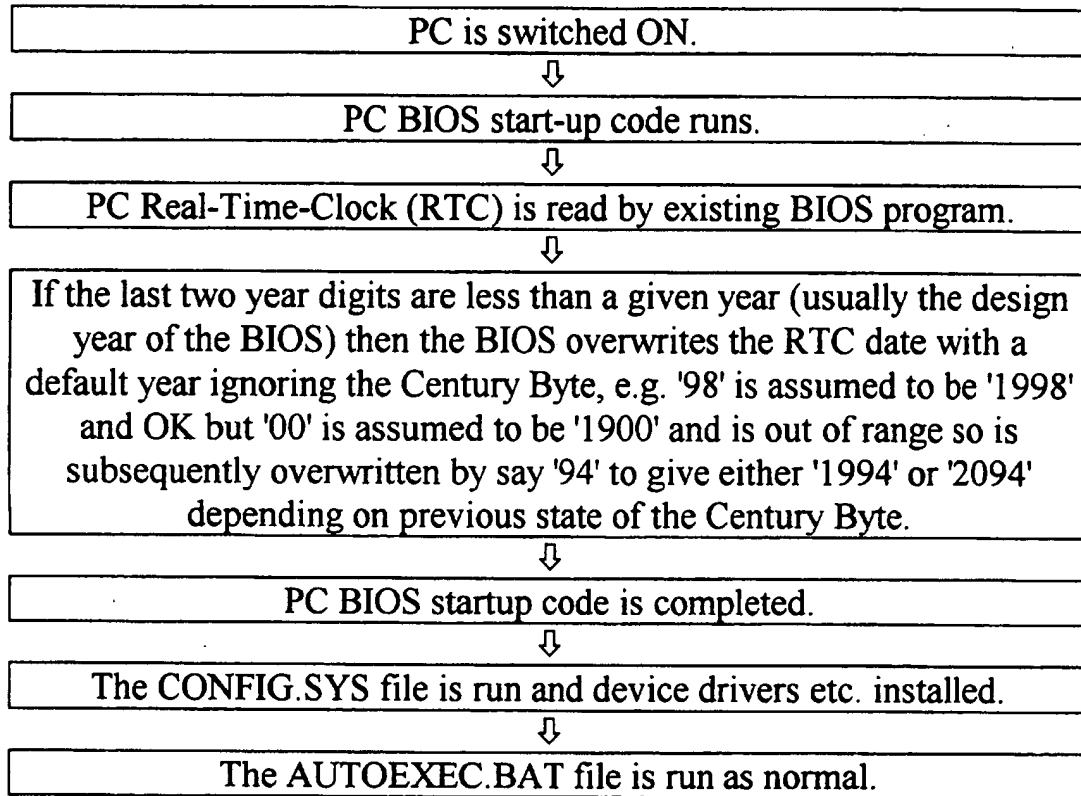 PC is switched ON.
PC BIOS start-up code runs.
PC Real-Time-Clock (RTC) is read by existing BIOS program.
If the last two year digits are less than a given year (usually the design
year of the BIOS) then the BIOS overwrites the RTC date with a
default year ignoring the Century Byte, e.g. '98' is assumed to be '1998'
and OK but '00' is assumed to be '1900' and is out of range so is
subsequently overwritten by say '94' to give either '1994' or '2094'
depending on previous state of the Century Byte.
PC BIOS startup code is completed.
The CONFIG.SYS file is run and device drivers etc. installed.
The AUTOEXEC.BAT file is run as normal.